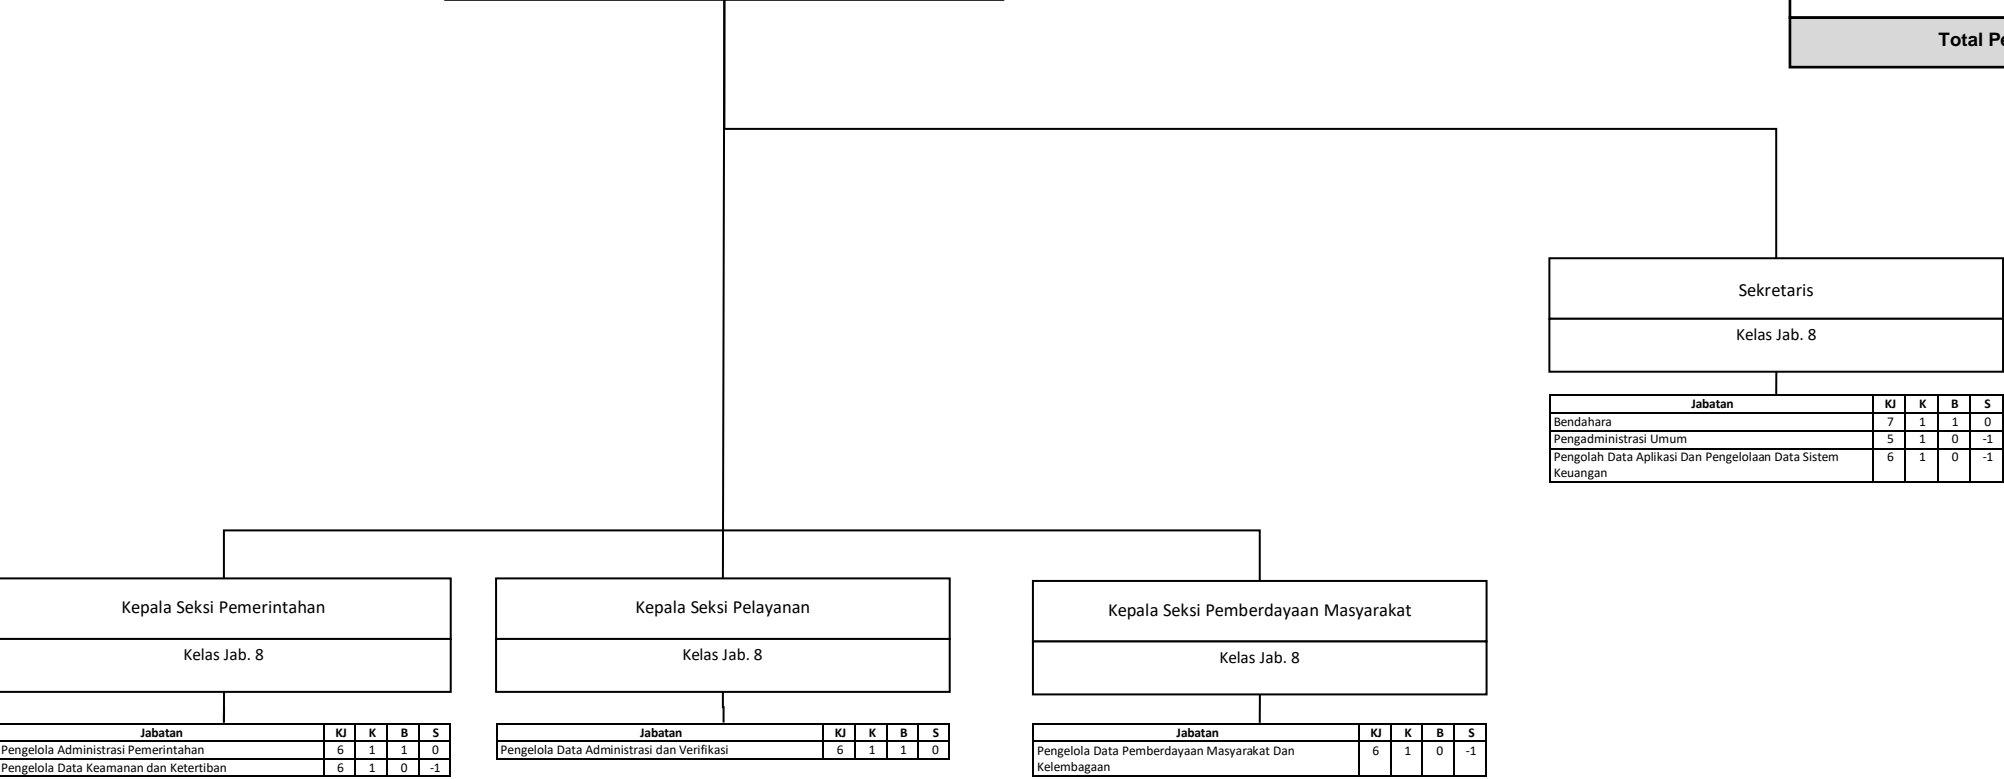 Total Pe
Sekretaris
Kelas Jab. 8
Jabatan KJ K B S
Bendahara 7 1 1 0
Pengadministrasi Umum 5 1 0 -1
Pengolah Data Aplikasi Dan Pengelolaan Data Sistem 6 1 0 -1
Keuangan
Kepala Seksi Pemerintahan
Kelas Jab. 8
Jabatan KJ K B S
Pengelola Administrasi Pemerintahan 6 1 1 0
Pengelola Data Keamanan dan Ketertiban 6 1 0 -1
Kepala Seksi Pelayanan
Kelas Jab. 8
Jabatan KJ K B S
Pengelola Data Administrasi dan Verifikasi 6 1 1 0
Kepala Seksi Pemberdayaan Masyarakat
Kelas Jab. 8
Jabatan KJ K B S
Pengelola Data Pemberdayaan Masyarakat Dan 6 1 0 -1
Kelembagaan